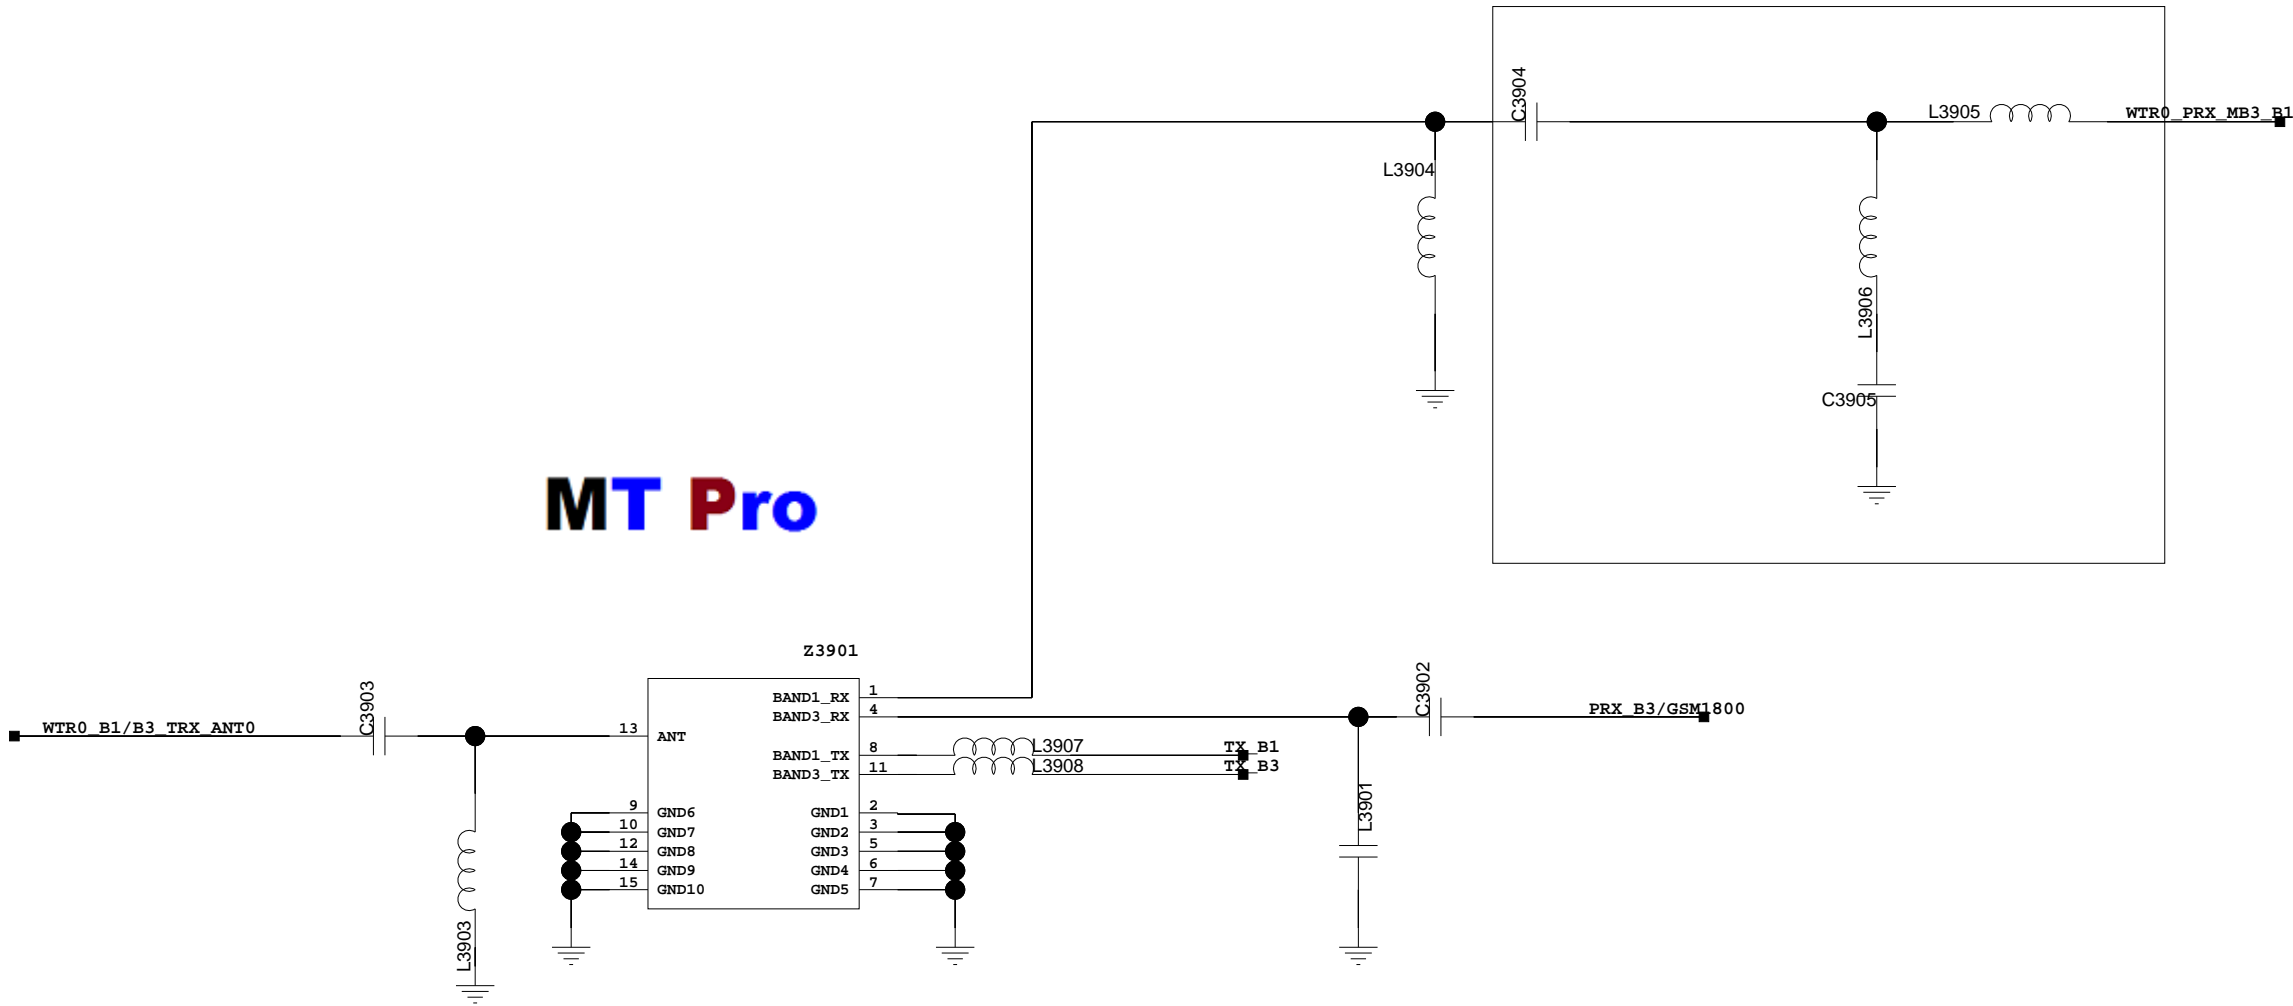 C3904
L3905
WTR0_PRX_MB3_B1
L3904
L3906
C3905
MT Pro
Z3901
C3903
WTR0_B1/B3_TRX_ANT0
13
ANT
BAND1_RX
1
BAND3_RX
4
C3902
PRX_B3/GSM1800
BAND1_TX
8
L3907
TX_B1
BAND3_TX
11
L3908
TX_B3
L3901
9
GND6
GND1
2
10
GND7
GND2
3
12
GND8
GND3
5
14
GND9
GND4
6
15
GND10
GND5
7
L3903